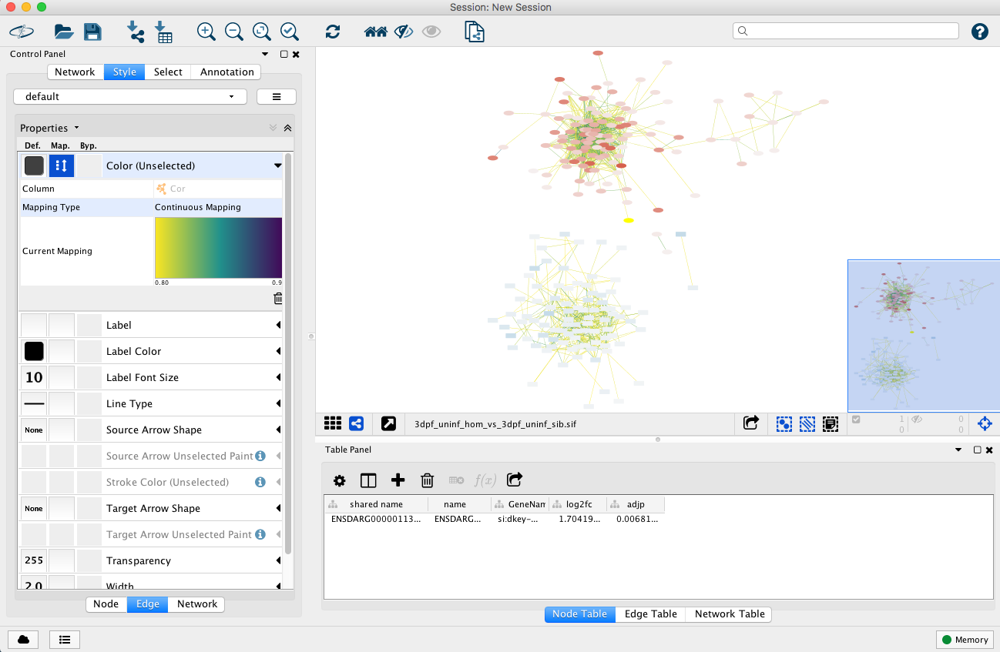 Session: New Session
Control Panel
Network Style Select Annotation
default
Properties
Def. Map. Byp.
Color (Unselected)
Column Cor
Mapping Type Continuous Mapping
Current Mapping
0.80 0.9
Label
Label Color
10 Label Font Size
Line Type
None Source Arrow Shape
Source Arrow Unselected Paint
Stroke Color (Unselected)
None Target Arrow Shape
Target Arrow Unselected Paint
255 Transparency
2.0 Width
Node Edge Network
3dpf_uninf_hom_vs_3dpf_uninf_sib.sif
1 0
0 0
Table Panel
f(x)
shared name name GeneNam log2fc adjp
ENSDARG00000113... ENSDARG... si:dkey-... 1.70419... 0.00681...
Node Table Edge Table Network Table
Memory